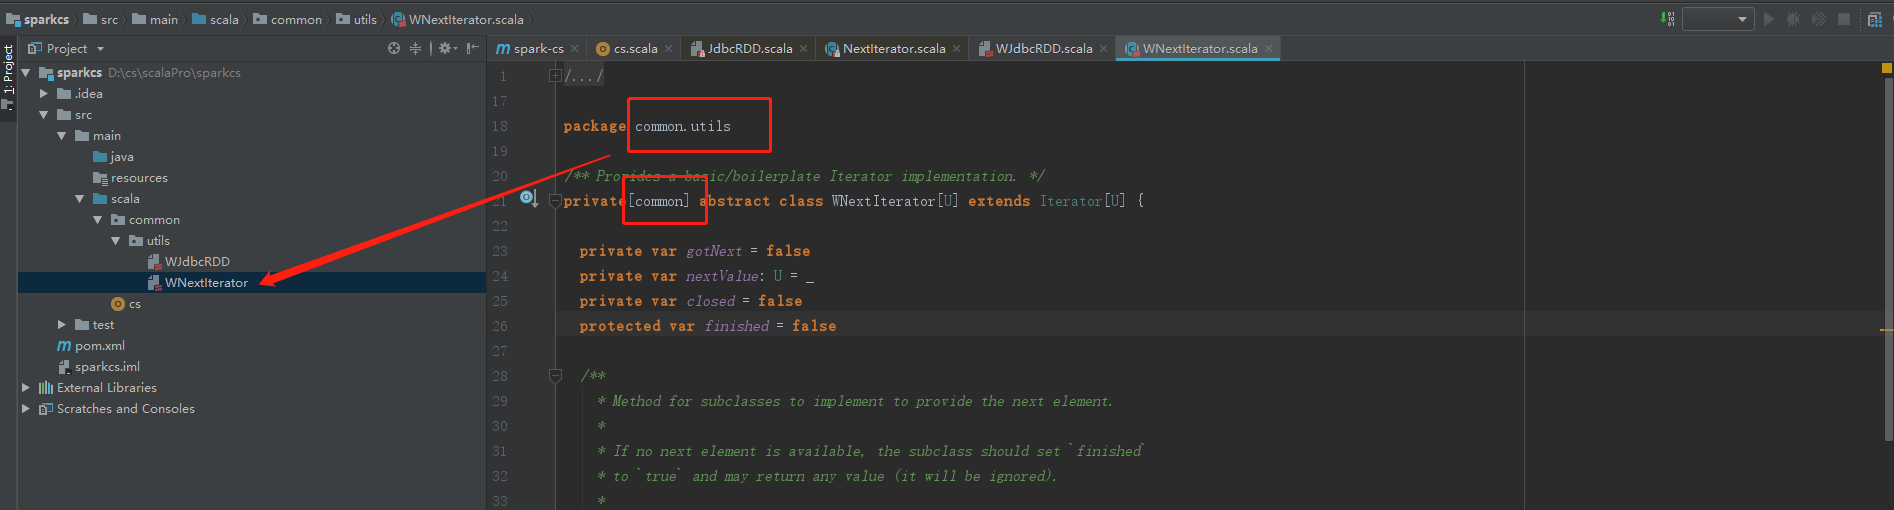 sparkcs src main scala common utils WNextIterator.scala
1: Project
Project
sparkcs D:\cs\scalaPro\sparkcs
.idea
src
main
java
resources
scala
common
utils
WJdbcRDD
WNextIterator
cs
test
pom.xml
sparkcs.iml
External Libraries
Scratches and Consoles
spark-cs cs.scala JdbcRDD.scala NextIterator.scala WJdbcRDD.scala WNextIterator.scala
1 /.../
17
18 package common.utils
19
20 /** Provides a basic/boilerplate Iterator implementation. */
21 private[common] abstract class WNextIterator[U] extends Iterator[U] {
22
23 private var gotNext = false
24 private var nextValue: U = _
25 private var closed = false
26 protected var finished = false
27
28 /**
29 * Method for subclasses to implement to provide the next element.
30 *
31 * If no next element is available, the subclass should set `finished`
32 * to `true` and may return any value (it will be ignored).
33 *